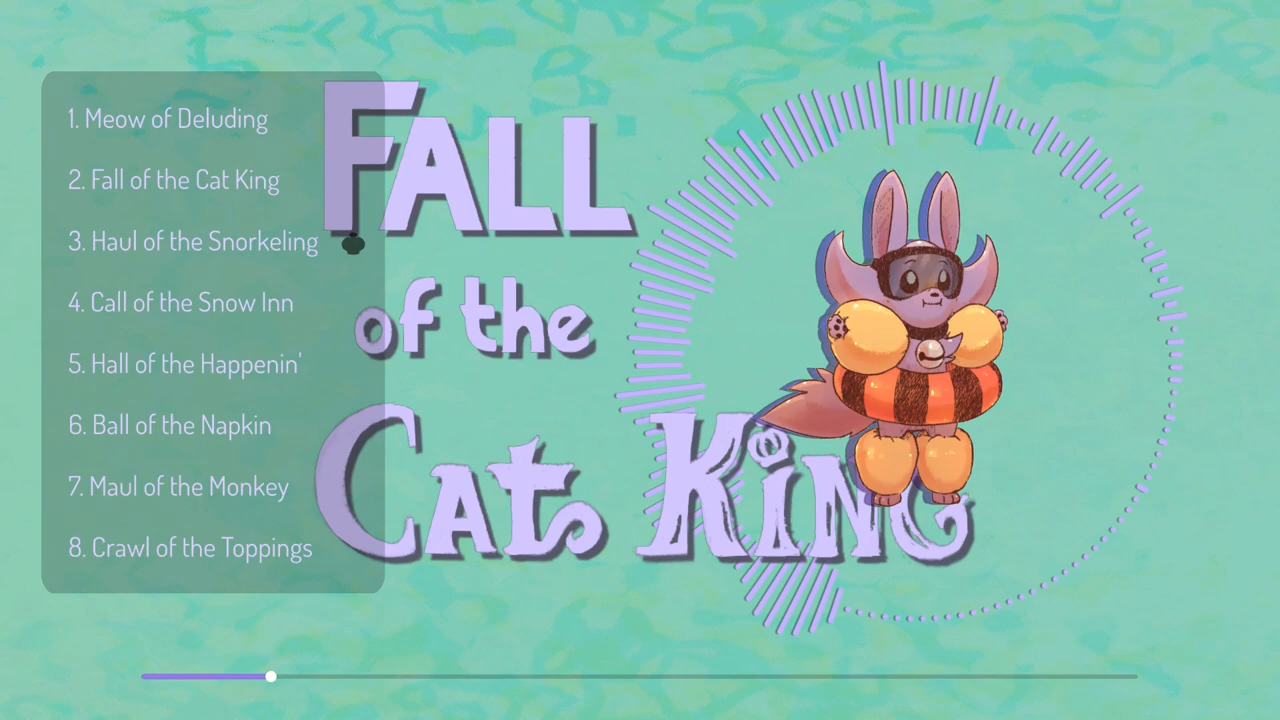 1. Meow of Deluding
2. Fall of the Cat King
3. Haul of the Snorkeling
4. Call of the Snow Inn
5. Hall of the Happenin'
6. Ball of the Napkin
7. Maul of the Monkey
8. Crawl of the Toppings
FALL
of the
CAt KiNG